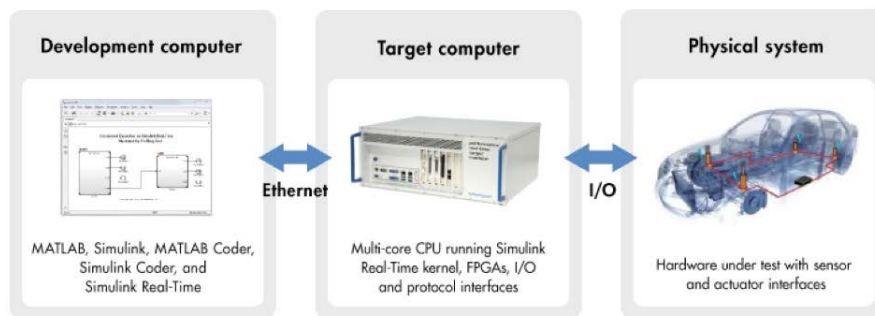 Development computer
MATLAB, Simulink, MATLAB Coder,
Simulink Coder, and
Simulink Real-Time
Ethernet
Target computer
Multi-core CPU running Simulink
Real-Time kernel, FPGAs, I/O
and protocol interfaces
I/O
Physical system
Hardware under test with sensor
and actuator interfaces